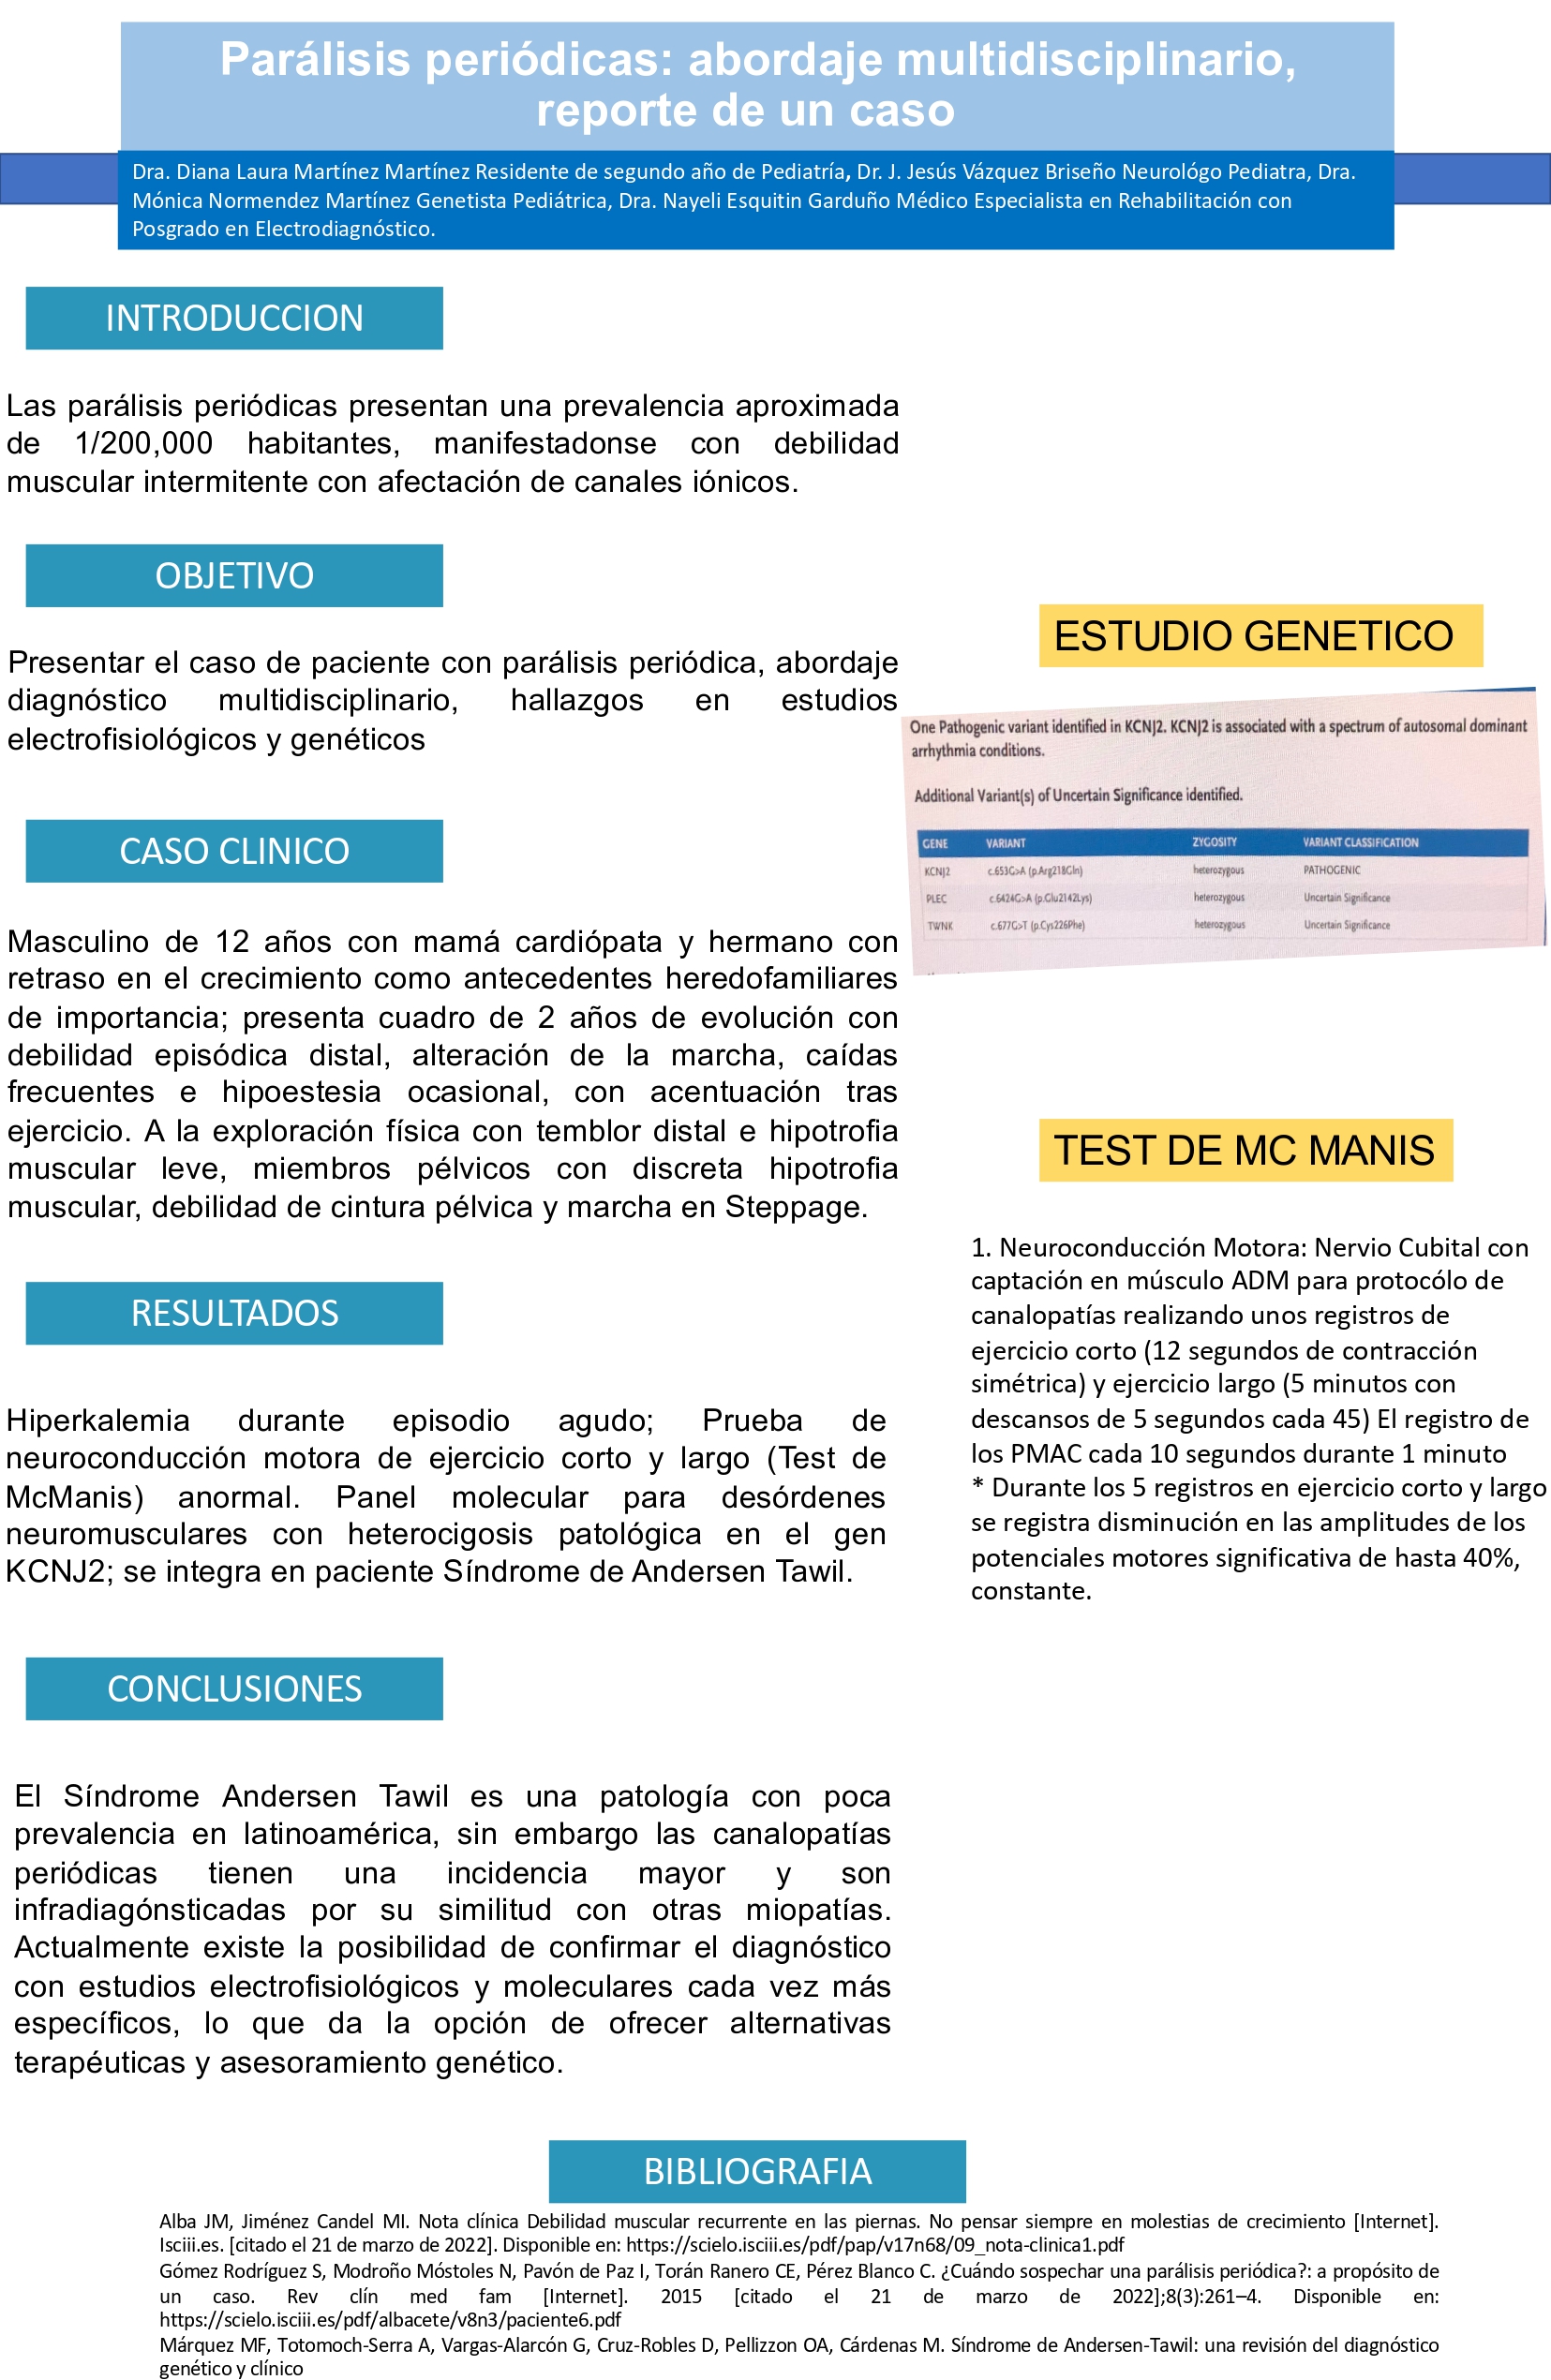 Parálisis periódicas: abordaje multidisciplinario,
reporte de un caso
Dra. Diana Laura Martínez Martínez Residente de segundo año de Pediatría, Dr. J. Jesús Vázquez Briseño Neurológo Pediatra, Dra.
Mónica Normendez Martínez Genetista Pediátrica, Dra. Nayeli Esquitin Garduño Médico Especialista en Rehabilitación con
Posgrado en Electrodiagnóstico.
INTRODUCCION
Las parálisis periódicas presentan una prevalencia aproximada
de 1/200,000 habitantes, manifestadonse con debilidad
muscular intermitente con afectación de canales iónicos.
OBJETIVO
Presentar el caso de paciente con parálisis periódica, abordaje
diagnóstico multidisciplinario, hallazgos en estudios
electrofisiológicos y genéticos
CASO CLINICO
Masculino de 12 años con mamá cardiópata y hermano con
retraso en el crecimiento como antecedentes heredofamiliares
de importancia; presenta cuadro de 2 años de evolución con
debilidad episódica distal, alteración de la marcha, caídas
frecuentes e hipoestesia ocasional, con acentuación tras
ejercicio. A la exploración física con temblor distal e hipotrofia
muscular leve, miembros pélvicos con discreta hipotrofia
muscular, debilidad de cintura pélvica y marcha en Steppage.
RESULTADOS
Hiperkalemia durante episodio agudo; Prueba de
neuroconducción motora de ejercicio corto y largo (Test de
McManis) anormal. Panel molecular para desórdenes
neuromusculares con heterocigosis patológica en el gen
KCNJ2; se integra en paciente Síndrome de Andersen Tawil.
CONCLUSIONES
El Síndrome Andersen Tawil es una patología con poca
prevalencia en latinoamérica, sin embargo las canalopatías
periódicas tienen una incidencia mayor y son
infradiagónsticadas por su similitud con otras miopatías.
Actualmente existe la posibilidad de confirmar el diagnóstico
con estudios electrofisiológicos y moleculares cada vez más
específicos, lo que da la opción de ofrecer alternativas
terapéuticas y asesoramiento genético.
ESTUDIO GENETICO
One Pathogenic variant identified in KCNJ2. KCNJ2 is associated with a spectrum of autosomal dominant
arrhythmia conditions.
Additional Variant(s) of Uncertain Significance identified.
GENE VARIANT ZYGOSITY VARIANT CLASSIFICATION
KCNJ2 c.653G>A (p.Arg218Gln) heterozygous PATHOGENIC
PLEC c.6424G>A (p.Glu2142Lys) heterozygous Uncertain Significance
TWNK c.677G>T (p.Cys226Phe) heterozygous Uncertain Significance
TEST DE MC MANIS
1. Neuroconducción Motora: Nervio Cubital con
captación en músculo ADM para protocólo de
canalopatías realizando unos registros de
ejercicio corto (12 segundos de contracción
simétrica) y ejercicio largo (5 minutos con
descansos de 5 segundos cada 45) El registro de
los PMAC cada 10 segundos durante 1 minuto
* Durante los 5 registros en ejercicio corto y largo
se registra disminución en las amplitudes de los
potenciales motores significativa de hasta 40%,
constante.
BIBLIOGRAFIA
Alba JM, Jiménez Candel MI. Nota clínica Debilidad muscular recurrente en las piernas. No pensar siempre en molestias de crecimiento [Internet].
Isciii.es. [citado el 21 de marzo de 2022]. Disponible en: https://scielo.isciii.es/pdf/pap/v17n68/09_nota-clinica1.pdf
Gómez Rodríguez S, Modroño Móstoles N, Pavón de Paz I, Torán Ranero CE, Pérez Blanco C. ¿Cuándo sospechar una parálisis periódica?: a propósito de
un caso. Rev clín med fam [Internet]. 2015 [citado el 21 de marzo de 2022];8(3):261–4. Disponible en:
https://scielo.isciii.es/pdf/albacete/v8n3/paciente6.pdf
Márquez MF, Totomoch-Serra A, Vargas-Alarcón G, Cruz-Robles D, Pellizzon OA, Cárdenas M. Síndrome de Andersen-Tawil: una revisión del diagnóstico
genético y clínico